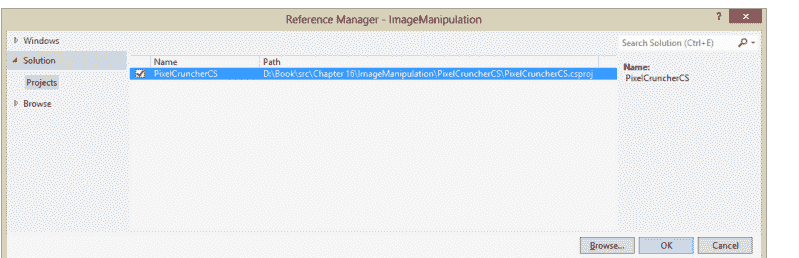 Reference Manager - ImageManipulation
? ×
Windows
Search Solution (Ctrl+E)
Solution
Projects
Browse
Name Path
PixelCruncherCS D:\Book\src\Chapter 16\ImageManipulation\PixelCruncherCS\PixelCruncherCS.csproj
Name:
PixelCruncherCS
Browse... OK Cancel